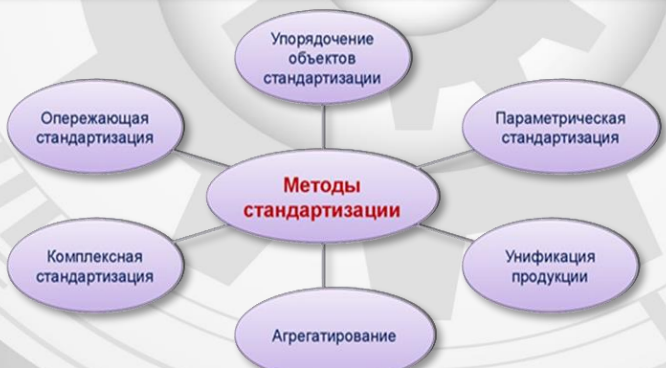 Упорядочение
объектов
стандартизации
Опережающая
стандартизация
Параметрическая
стандартизация
Методы
стандартизации
Комплексная
стандартизация
Унификация
продукции
Агрегатирование